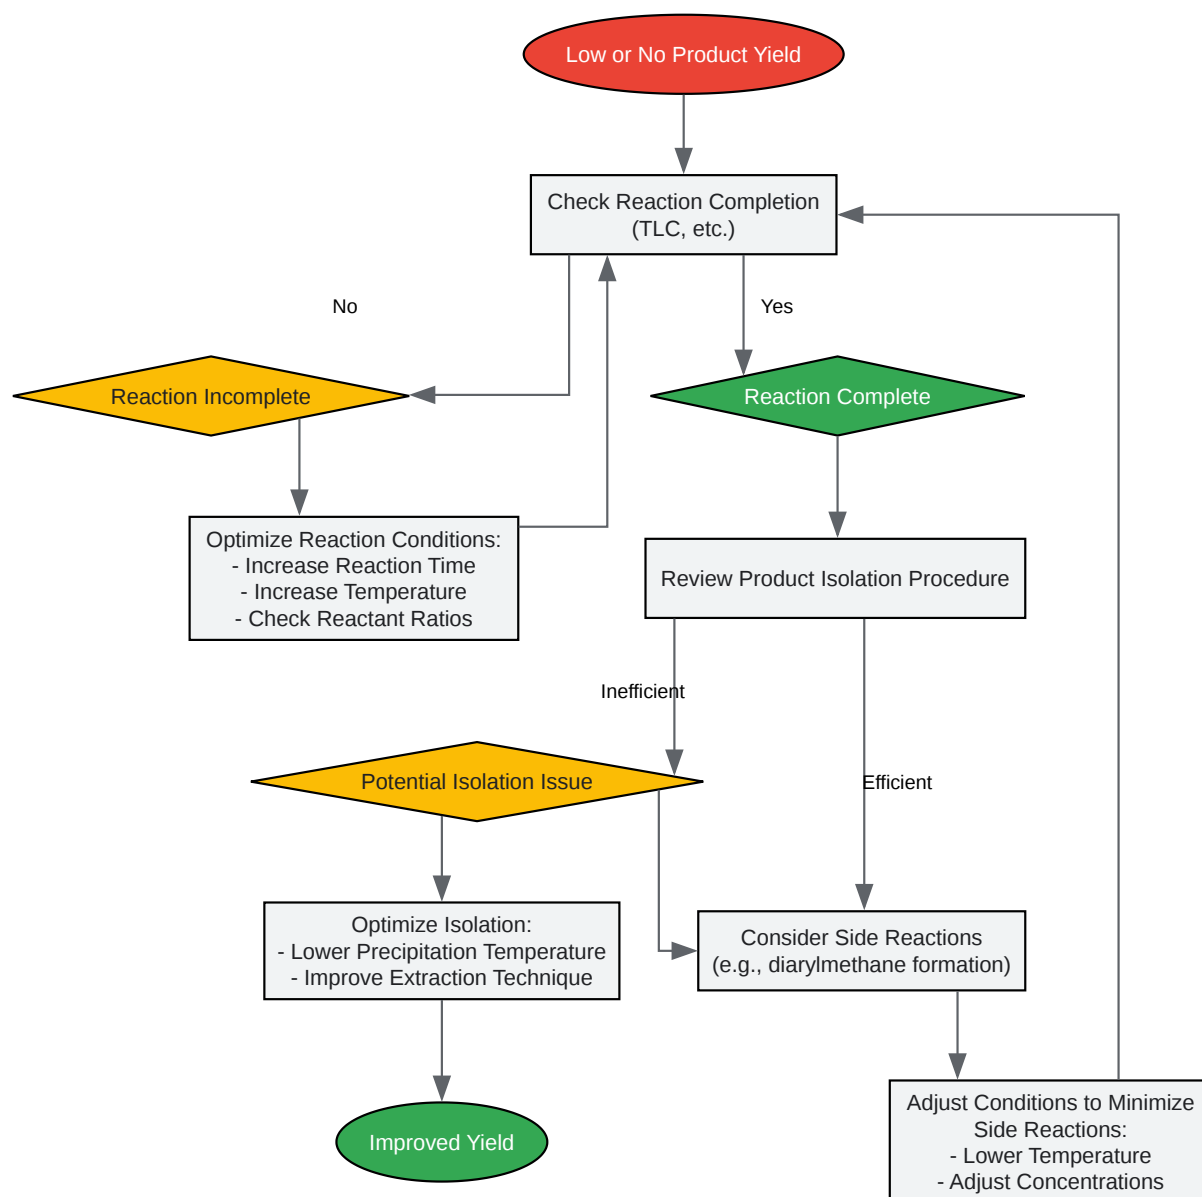 Low or No Product Yield
Check Reaction Completion
(TLC, etc.)
No
Yes
Reaction Incomplete
Reaction Complete
Optimize Reaction Conditions:
- Increase Reaction Time
- Increase Temperature
- Check Reactant Ratios
Review Product Isolation Procedure
Inefficient
Potential Isolation Issue
Efficient
Optimize Isolation:
- Lower Precipitation Temperature
- Improve Extraction Technique
Consider Side Reactions
(e.g., diarylmethane formation)
Improved Yield
Adjust Conditions to Minimize
Side Reactions:
- Lower Temperature
- Adjust Concentrations